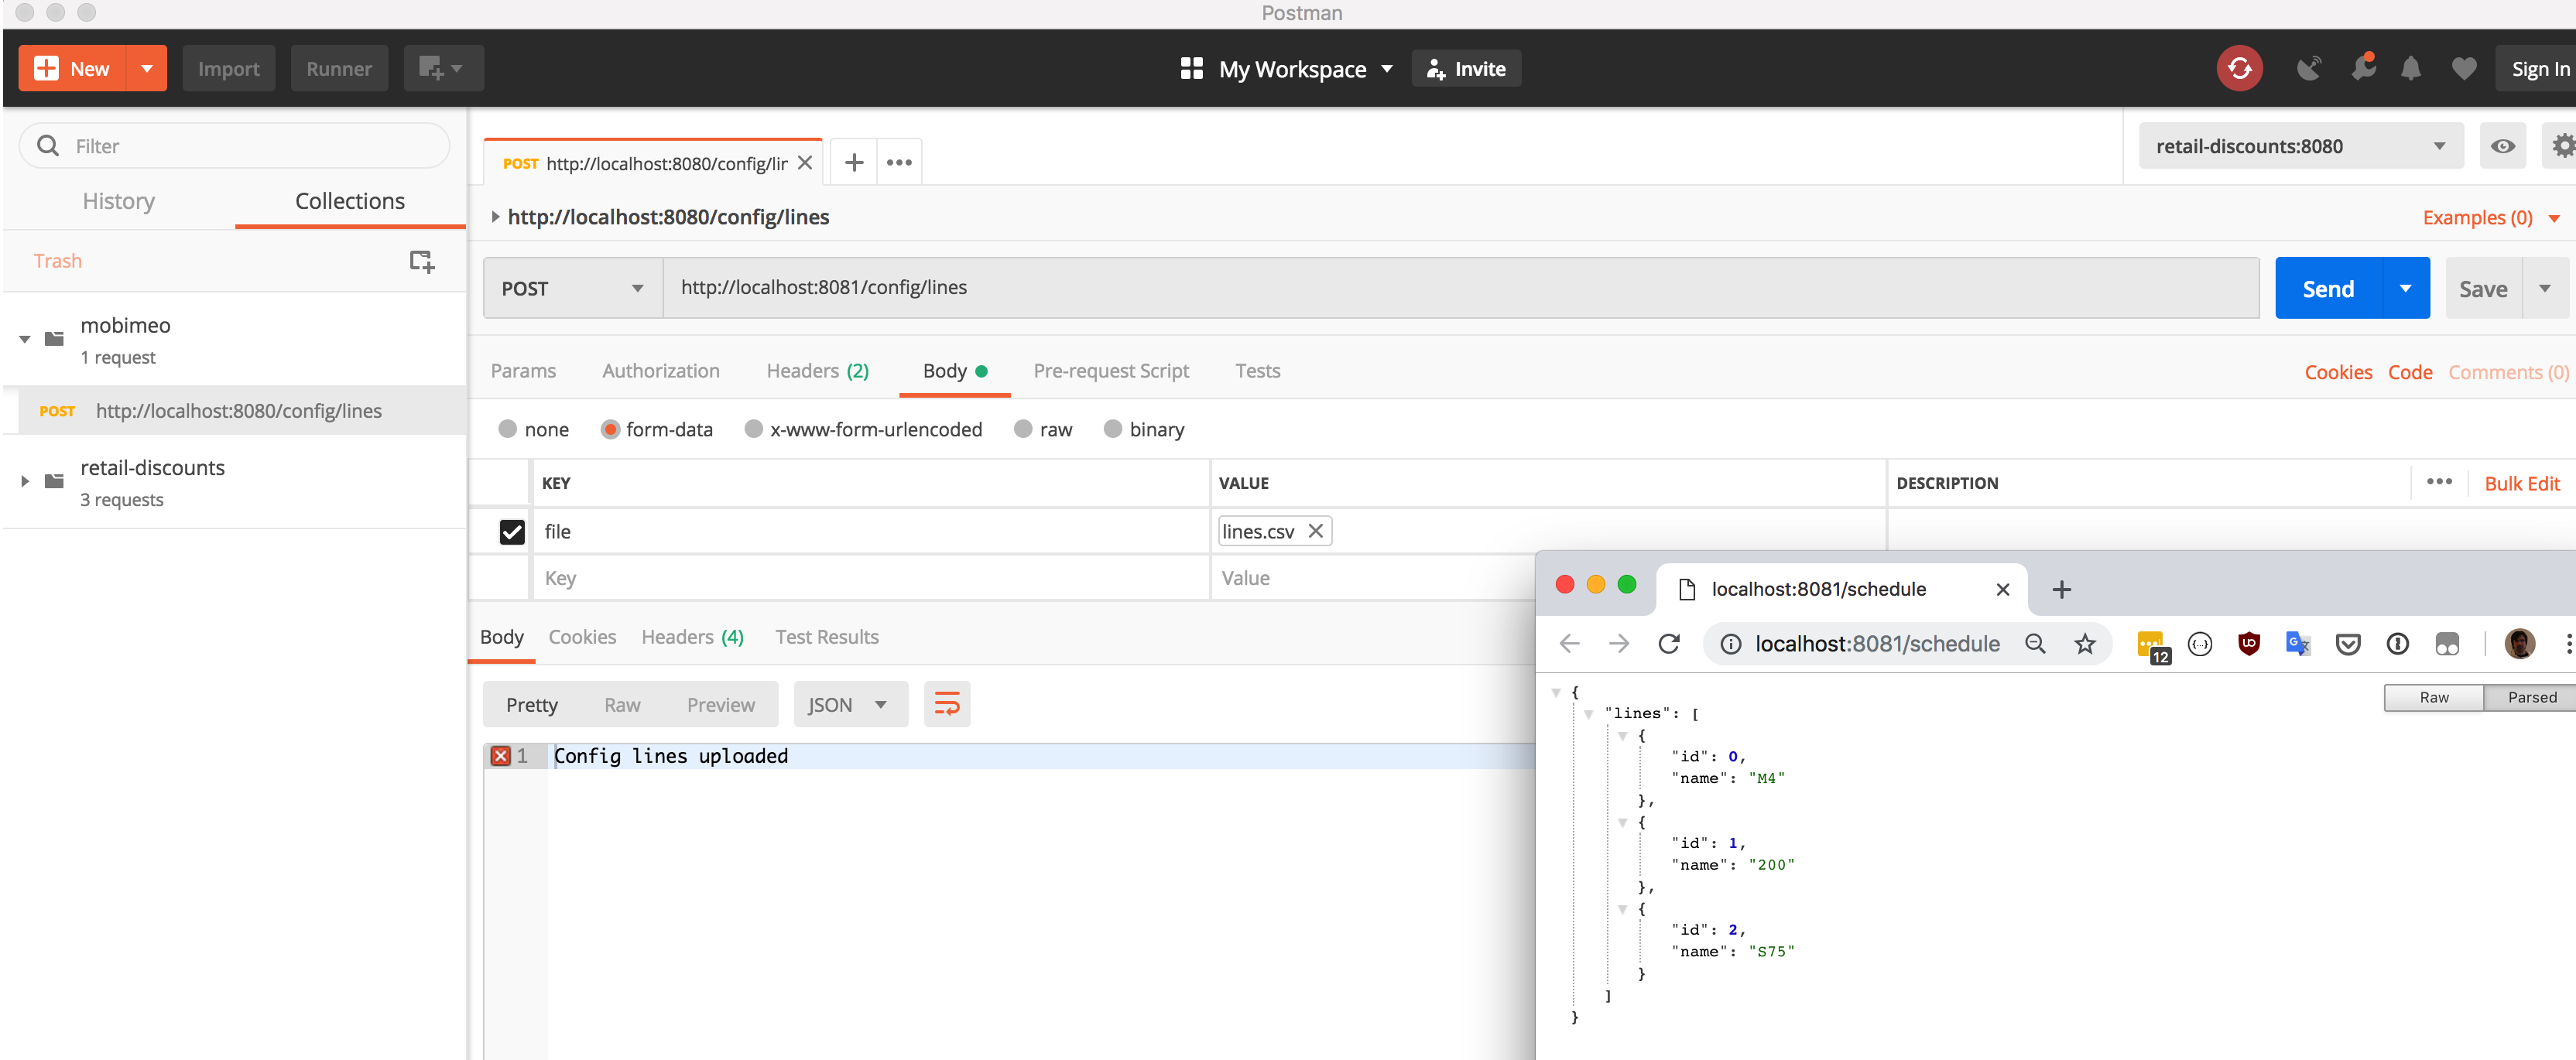 Postman
New
Import
Runner
My Workspace
Invite
Sign In
Filter
History
Collections
Trash
mobimeo
1 request
POST http://localhost:8080/config/lines
retail-discounts
3 requests
POST http://localhost:8080/config/lir
retail-discounts:8080
http://localhost:8080/config/lines
Examples (0)
POST
http://localhost:8081/config/lines
Send
Save
Params
Authorization
Headers (2)
Body
Pre-request Script
Tests
Cookies
Code
Comments (0)
none
form-data
x-www-form-urlencoded
raw
binary
KEY
VALUE
DESCRIPTION
Bulk Edit
file
lines.csv
Key
Value
Body
Cookies
Headers (4)
Test Results
Pretty
Raw
Preview
JSON
1 Config lines uploaded
localhost:8081/schedule
localhost:8081/schedule
12
Raw
Parsed
{
"lines": [
{
"id": 0,
"name": "M4"
},
{
"id": 1,
"name": "200"
},
{
"id": 2,
"name": "S75"
}
]
}